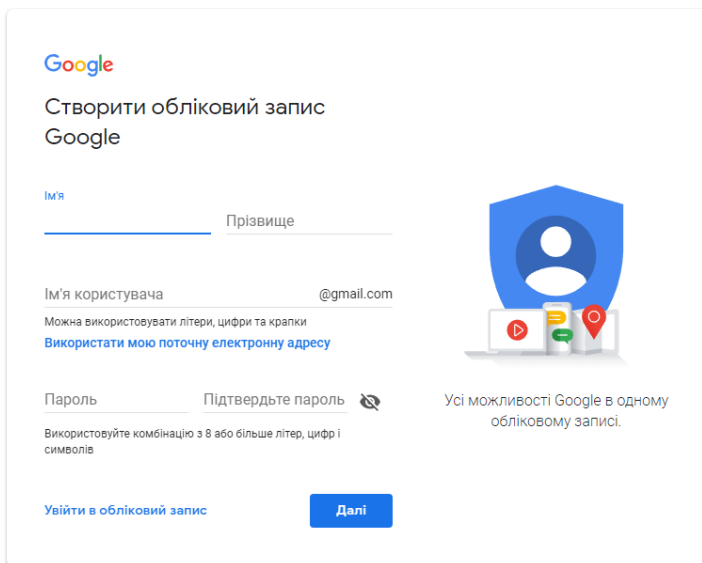 Google
Створити обліковий запис
Google
Ім'я
Прізвище
Ім'я користувача @gmail.com
Можна використовувати літери, цифри та крапки
Використати мою поточну електронну адресу
Пароль Підтвердьте пароль
Використовуйте комбінацію з 8 або більше літер, цифр і
символів
Увійти в обліковий запис Далі
Усі можливості Google в одному
обліковому записі.